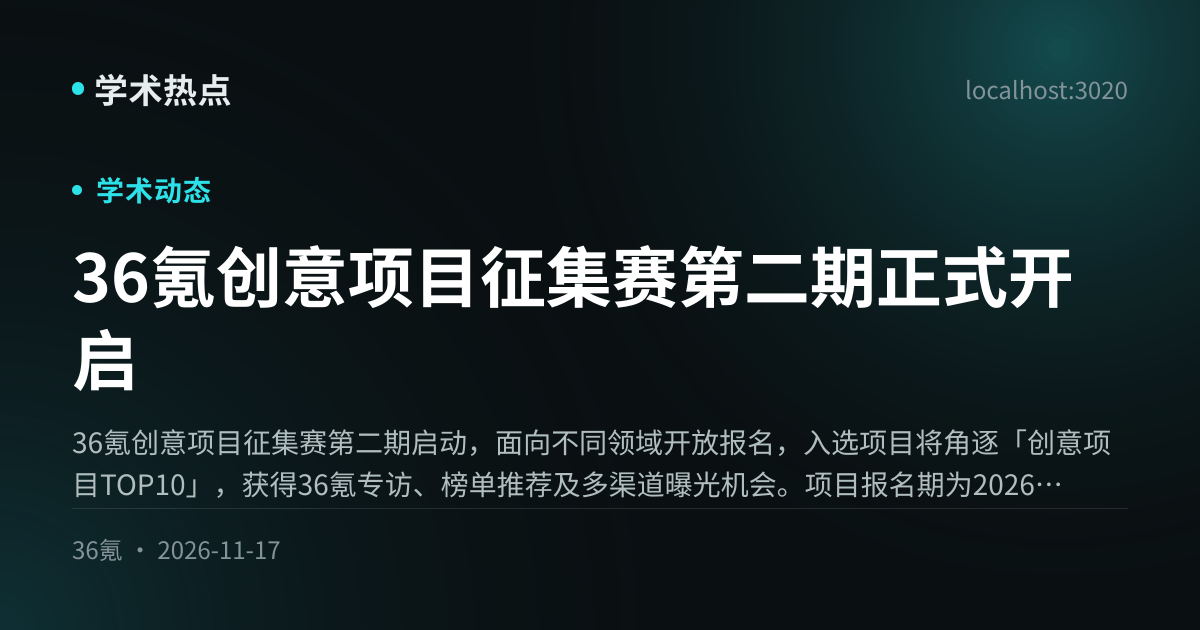 学术热点
localhost:3020
学术动态
36氪创意项目征集赛第二期正式开
启
36氪创意项目征集赛第二期启动，面向不同领域开放报名，入选项目将角逐「创意项
目TOP10」，获得36氪专访、榜单推荐及多渠道曝光机会。项目报名期为2026…
36氪 · 2026-11-17